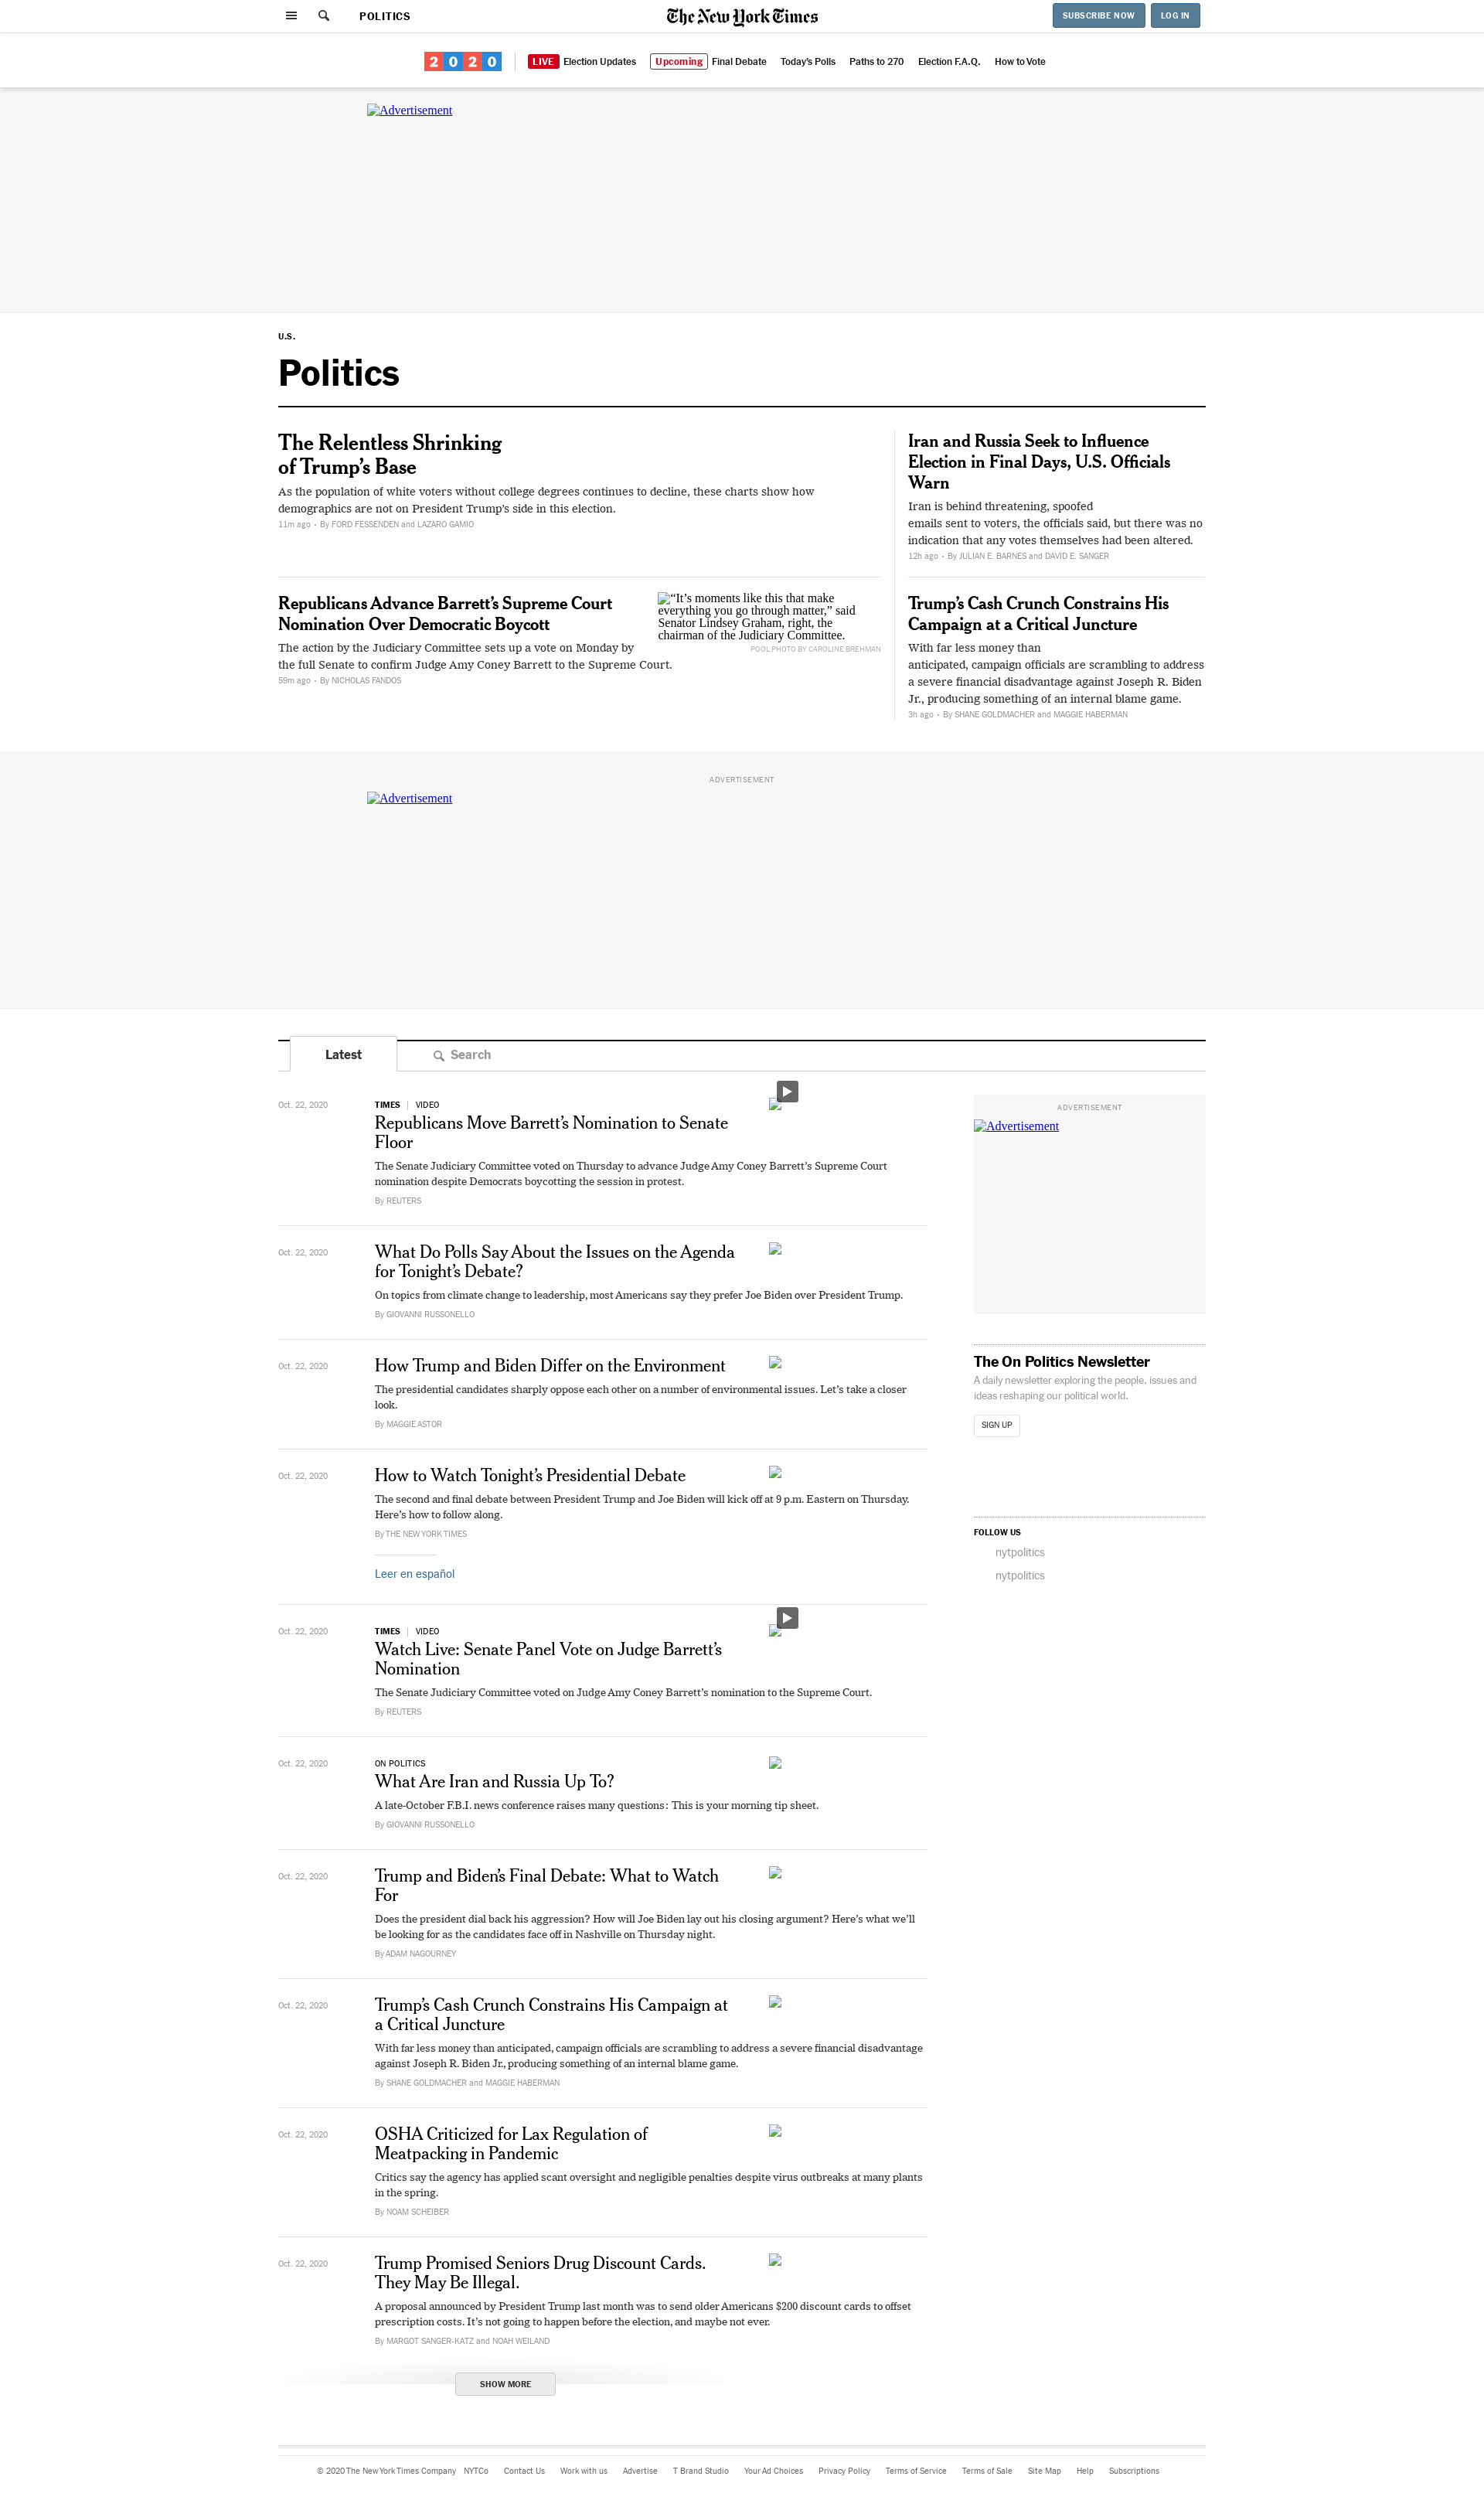 POLITICS
The New York Times
SUBSCRIBE NOW
LOG IN
2020
LIVE Election Updates
Upcoming Final Debate
Today's Polls
Paths to 270
Election F.A.Q.
How to Vote
Advertisement
U.S.
Politics
The Relentless Shrinking
of Trump's Base
As the population of white voters without college degrees continues to decline, these charts show how
demographics are not on President Trump's side in this election.
11m ago • By FORD FESSENDEN and LAZARO GAMIO
Iran and Russia Seek to Influence
Election in Final Days, U.S. Officials
Warn
Iran is behind threatening, spoofed
emails sent to voters, the officials said, but there was no
indication that any votes themselves had been altered.
12h ago • By JULIAN E. BARNES and DAVID E. SANGER
Republicans Advance Barrett's Supreme Court
Nomination Over Democratic Boycott
The action by the Judiciary Committee sets up a vote on Monday by
the full Senate to confirm Judge Amy Coney Barrett to the Supreme Court.
59m ago • By NICHOLAS FANDOS
“It’s moments like this that make
everything you go through matter,” said
Senator Lindsey Graham, right, the
chairman of the Judiciary Committee.
POOL PHOTO BY CAROLINE BREHMAN
Trump's Cash Crunch Constrains His
Campaign at a Critical Juncture
With far less money than
anticipated, campaign officials are scrambling to address
a severe financial disadvantage against Joseph R. Biden
Jr., producing something of an internal blame game.
3h ago • By SHANE GOLDMACHER and MAGGIE HABERMAN
ADVERTISEMENT
Advertisement
Latest
Search
Oct. 22, 2020
TIMES | VIDEO
Republicans Move Barrett's Nomination to Senate
Floor
The Senate Judiciary Committee voted on Thursday to advance Judge Amy Coney Barrett's Supreme Court
nomination despite Democrats boycotting the session in protest.
By REUTERS
Oct. 22, 2020
What Do Polls Say About the Issues on the Agenda
for Tonight's Debate?
On topics from climate change to leadership, most Americans say they prefer Joe Biden over President Trump.
By GIOVANNI RUSSONELLO
Oct. 22, 2020
How Trump and Biden Differ on the Environment
The presidential candidates sharply oppose each other on a number of environmental issues. Let's take a closer
look.
By MAGGIE ASTOR
Oct. 22, 2020
How to Watch Tonight's Presidential Debate
The second and final debate between President Trump and Joe Biden will kick off at 9 p.m. Eastern on Thursday.
Here's how to follow along.
By THE NEW YORK TIMES
Leer en español
Oct. 22, 2020
TIMES | VIDEO
Watch Live: Senate Panel Vote on Judge Barrett's
Nomination
The Senate Judiciary Committee voted on Judge Amy Coney Barrett's nomination to the Supreme Court.
By REUTERS
Oct. 22, 2020
ON POLITICS
What Are Iran and Russia Up To?
A late-October F.B.I. news conference raises many questions: This is your morning tip sheet.
By GIOVANNI RUSSONELLO
Oct. 22, 2020
Trump and Biden's Final Debate: What to Watch
For
Does the president dial back his aggression? How will Joe Biden lay out his closing argument? Here's what we'll
be looking for as the candidates face off in Nashville on Thursday night.
By ADAM NAGOURNEY
Oct. 22, 2020
Trump's Cash Crunch Constrains His Campaign at
a Critical Juncture
With far less money than anticipated, campaign officials are scrambling to address a severe financial disadvantage
against Joseph R. Biden Jr., producing something of an internal blame game.
By SHANE GOLDMACHER and MAGGIE HABERMAN
Oct. 22, 2020
OSHA Criticized for Lax Regulation of
Meatpacking in Pandemic
Critics say the agency has applied scant oversight and negligible penalties despite virus outbreaks at many plants
in the spring.
By NOAM SCHEIBER
Oct. 22, 2020
Trump Promised Seniors Drug Discount Cards.
They May Be Illegal.
A proposal announced by President Trump last month was to send older Americans $200 discount cards to offset
prescription costs. It's not going to happen before the election, and maybe not ever.
By MARGOT SANGER-KATZ and NOAH WEILAND
SHOW MORE
ADVERTISEMENT
Advertisement
The On Politics Newsletter
A daily newsletter exploring the people, issues and
ideas reshaping our political world.
SIGN UP
FOLLOW US
nytpolitics
nytpolitics
© 2020 The New York Times Company NYTCo Contact Us Work with us Advertise T Brand Studio Your Ad Choices Privacy Policy Terms of Service Terms of Sale Site Map Help Subscriptions